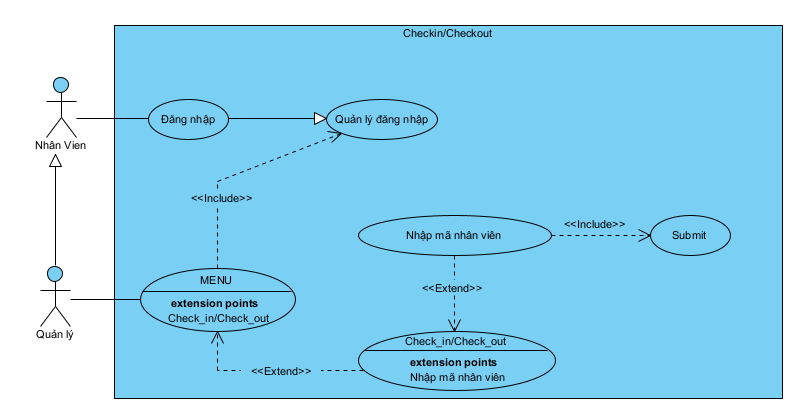 Checkin/Checkout
Đăng nhập
Quản lý đăng nhập
Nhân Vien
<<Include>>
Nhập mã nhân viên
<<Include>>
Submit
MENU
extension points
Check_in/Check_out
<<Extend>>
Quản lý
Check_in/Check_out
extension points
Nhập mã nhân viên
<<Extend>>